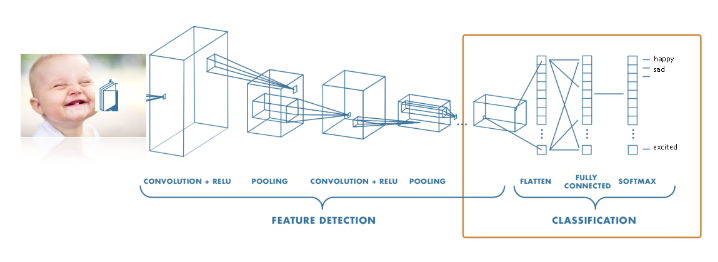 happy
sad
excited
CONVOLUTION + RELU
POOLING
CONVOLUTION + RELU
POOLING
FLATTEN
FULLY
CONNECTED
SOFTMAX
FEATURE DETECTION
CLASSIFICATION